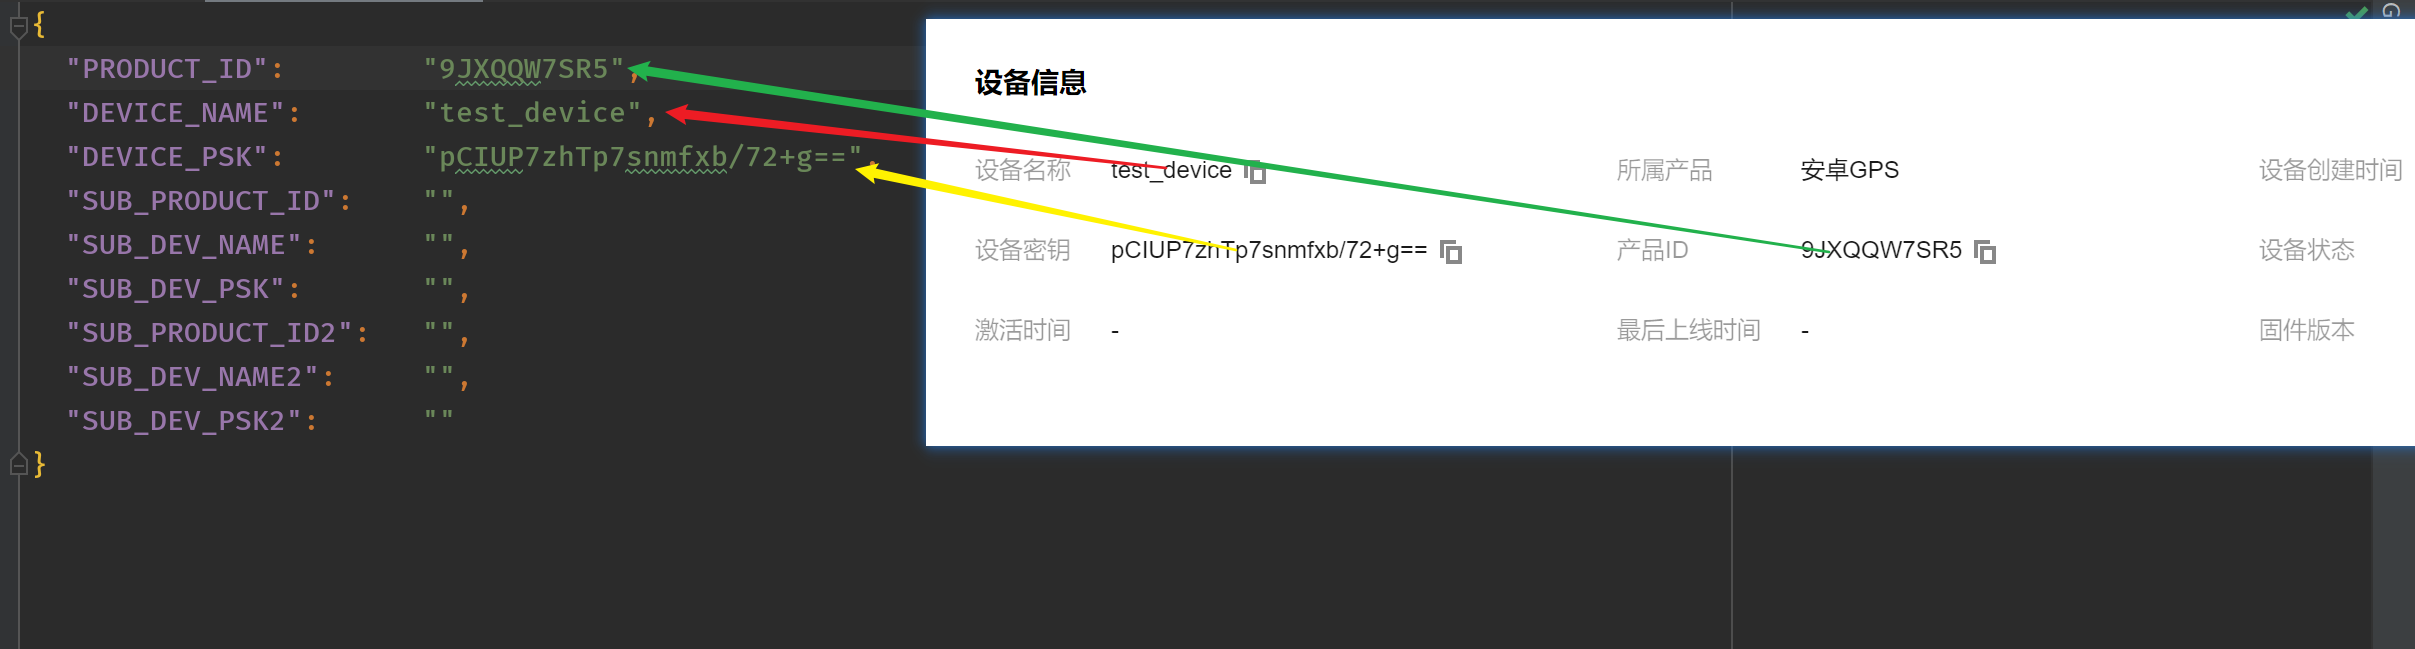 {
"PRODUCT_ID": "9JXQQW7SR5",
"DEVICE_NAME": "test_device",
"DEVICE_PSK": "pCIUP7zhTp7snmfxb/72+g==",
"SUB_PRODUCT_ID": "",
"SUB_DEV_NAME": "",
"SUB_DEV_PSK": "",
"SUB_PRODUCT_ID2": "",
"SUB_DEV_NAME2": "",
"SUB_DEV_PSK2": ""
}
设备信息
设备名称 test_device 所属产品 安卓GPS 设备创建时间
设备密钥 pCIUP7zhTp7snmfxb/72+g== 产品ID 9JXQQW7SR5 设备状态
激活时间 - 最后上线时间 - 固件版本